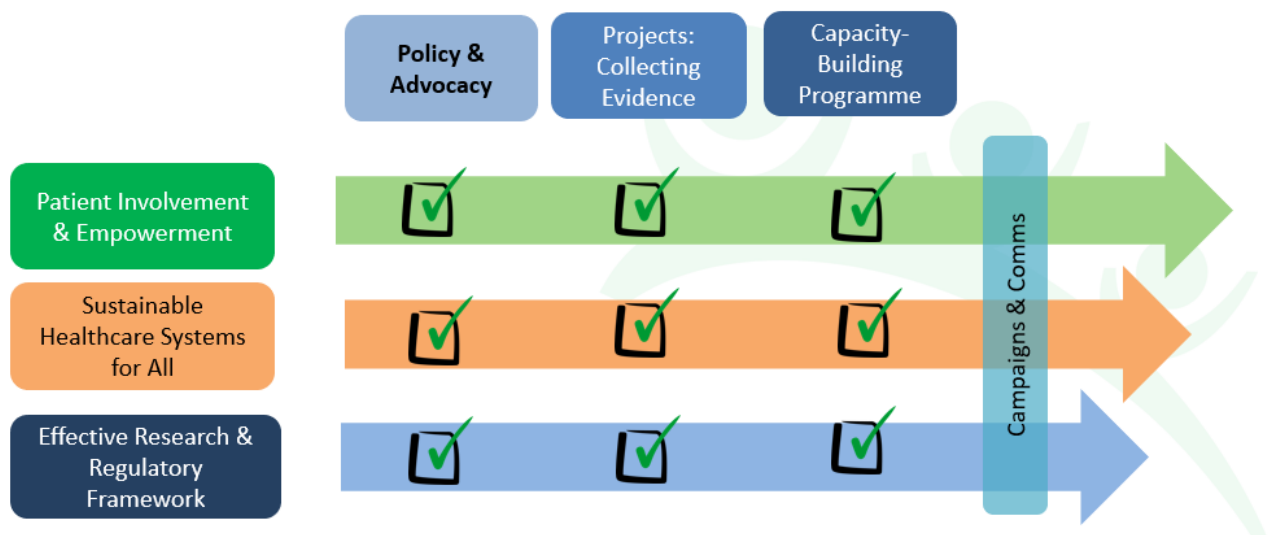 Policy &
Advocacy
Projects:
Collecting
Evidence
Capacity-
Building
Programme
Patient Involvement
& Empowerment
Sustainable
Healthcare Systems
for All
Effective Research &
Regulatory
Framework
Campaigns & Comms